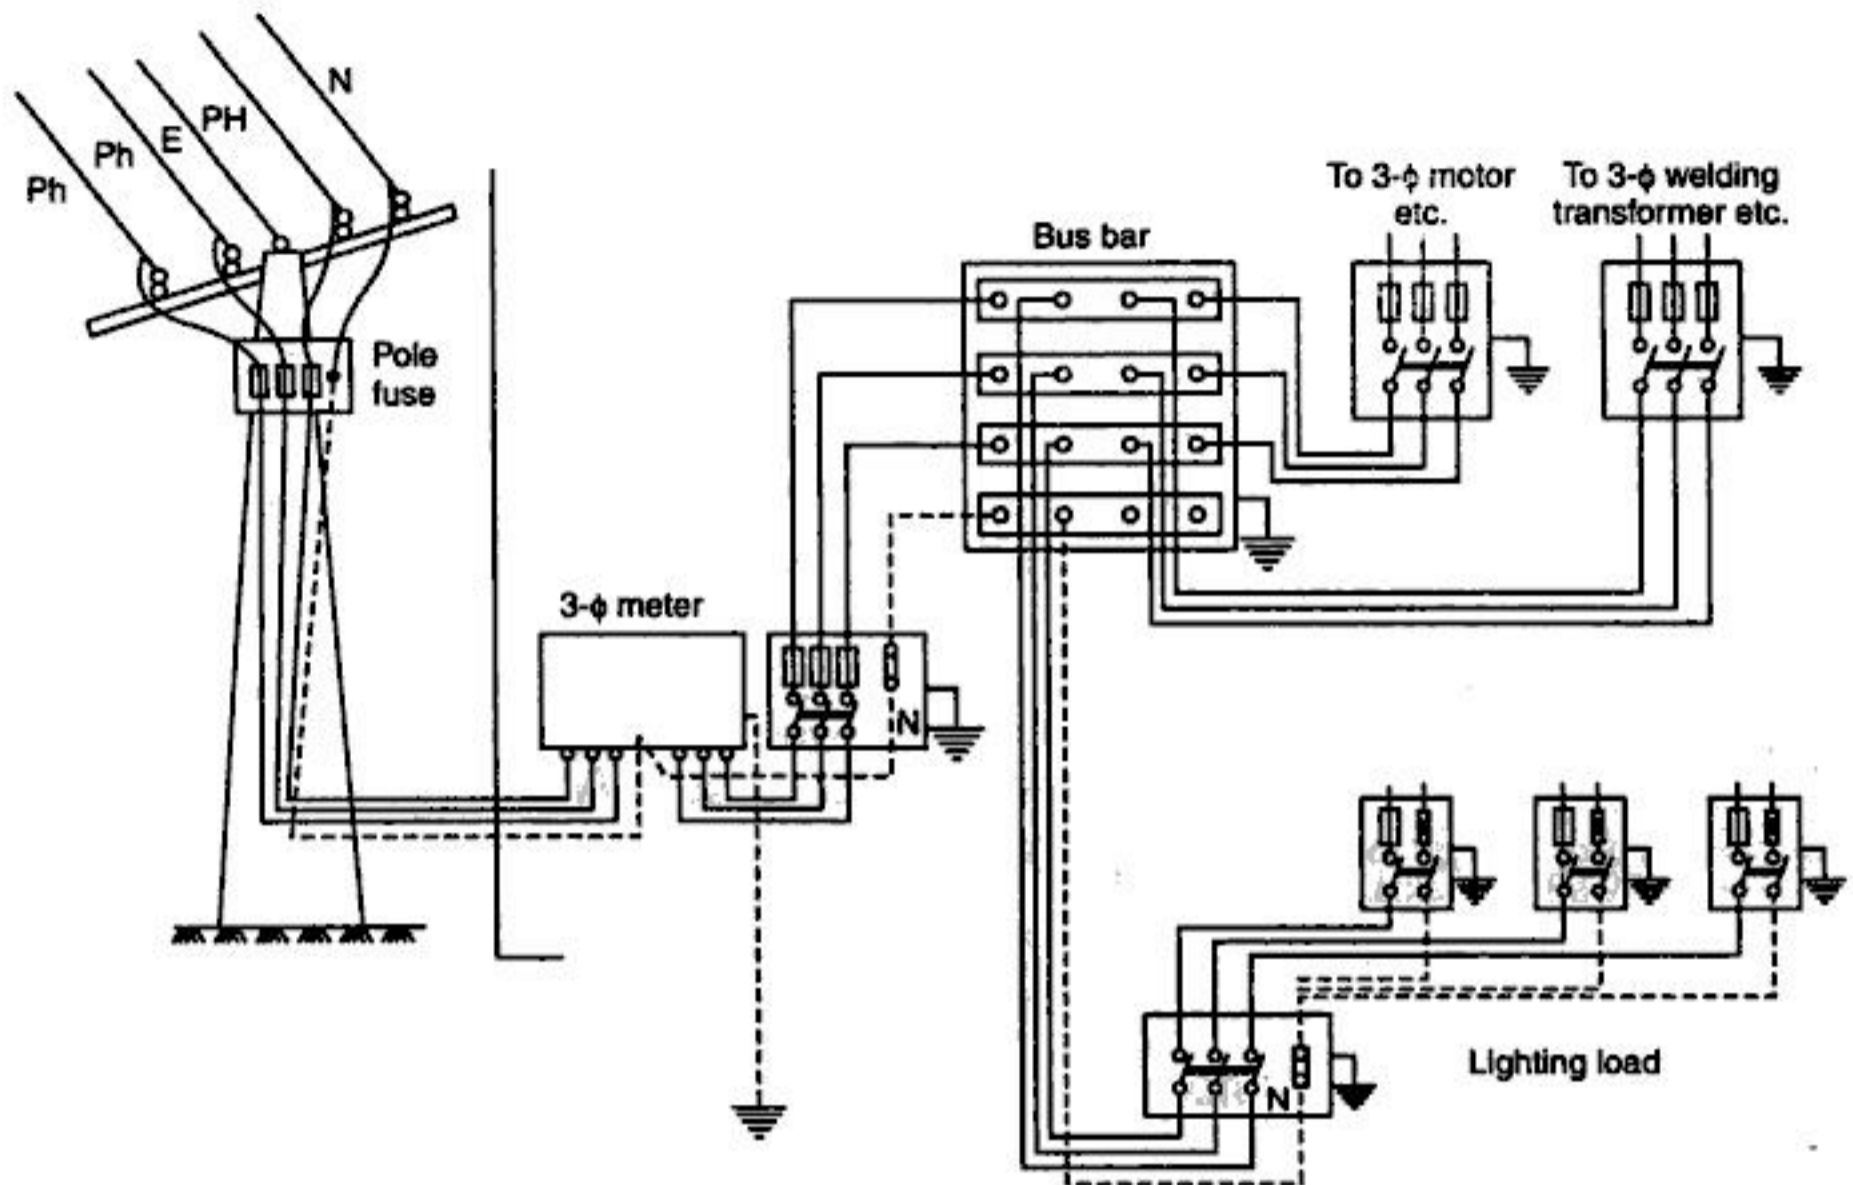 N
PH
E
Ph
Ph
To 3-ϕ motor
etc.
To 3-ϕ welding
transformer etc.
Bus bar
Pole
fuse
3-ϕ meter
N
Lighting load
N